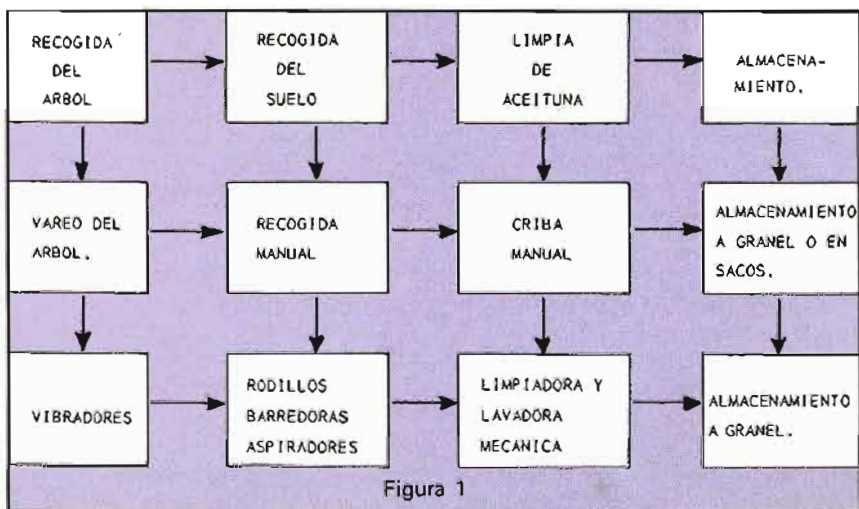 RECOGIDA
DEL
ARBOL
RECOGIDA
DEL
SUELO
LIMPIA
DE
ACEITUNA
ALMACENA-
MIENTO.
VAREO DEL
ARBOL.
RECOGIDA
MANUAL
CRIBA
MANUAL
ALMACENAMIENTO
A GRANEL O EN
SACOS.
VIBRADORES
RODILLOS
BARREDORAS
ASPIRADORES
LIMPIADORA Y
LAVADORA
MECANICA
ALMACENAMIENTO
A GRANEL.
Figura 1